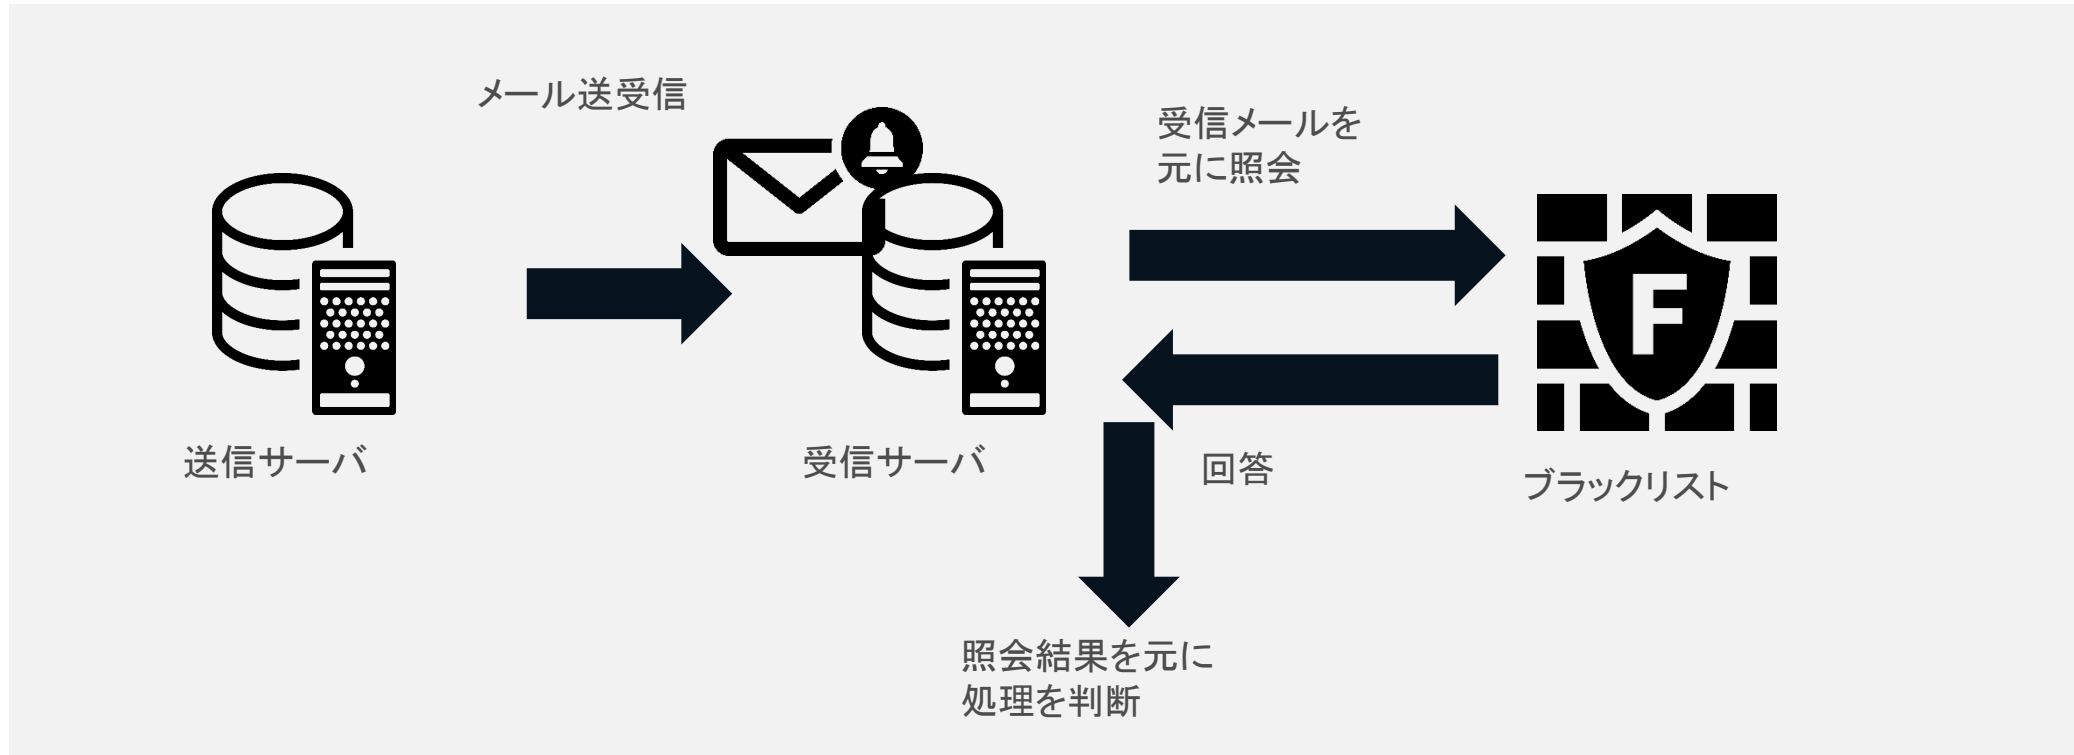 メール送受信
受信メールを
元に照会
F
送信サーバ
受信サーバ
回答
ブラックリスト
照会結果を元に
処理を判断